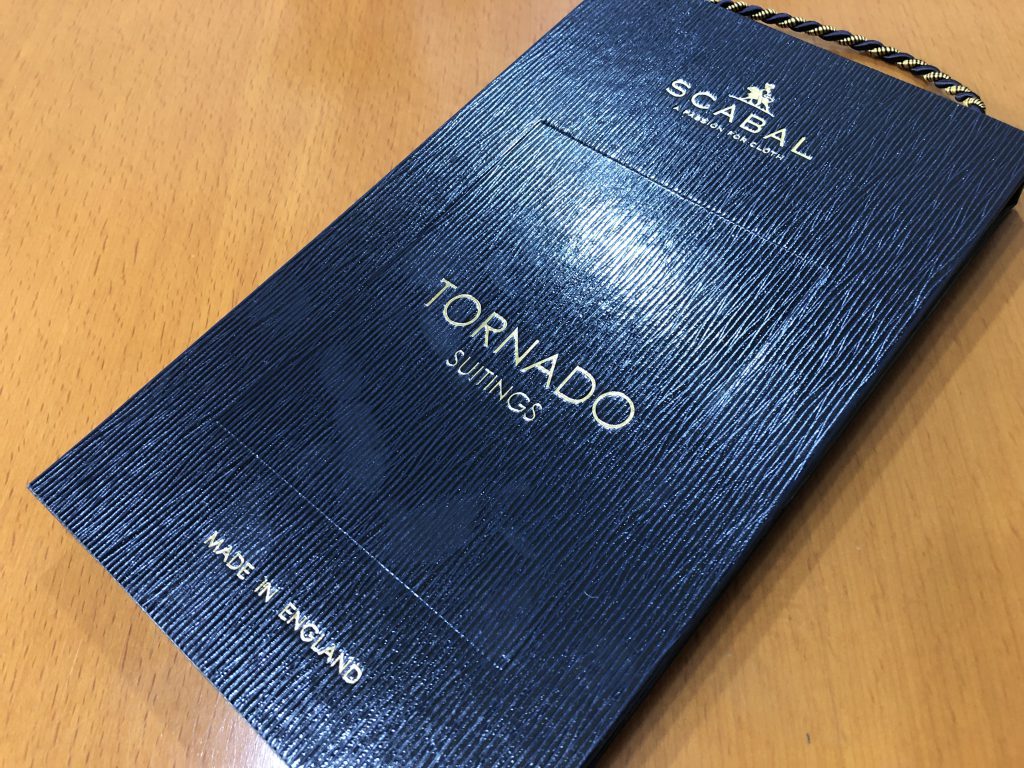 SCABAL
A PASSION FOR CLOTH
TORNADO
SUITINGS
MADE IN ENGLAND